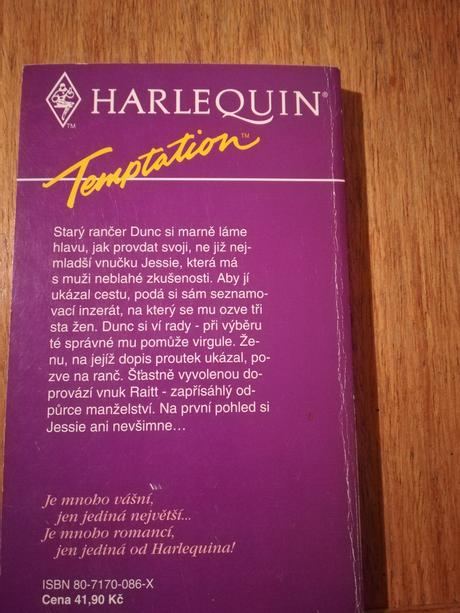 HARLEQUIN®
TM
Temptation™
Starý rančer Dunc si marně láme
hlavu, jak provdat svoji, ne již nej-
mladší vnučku Jessie, která má
s muži neblahé zkušenosti. Aby jí
ukázal cestu, podá si sám seznamo-
vací inzerát, na který se mu ozve tři
sta žen. Dunc si ví rady - při výběru
té správné mu pomůže virgule. Že-
nu, na jejíž dopis proutek ukázal, po-
zve na ranč. Šťastně vyvolenou do-
provází vnuk Raitt - zapřísáhlý od-
půrce manželství. Na první pohled si
Jessie ani nevšimne...
Je mnoho vášní,
jen jediná největší...
Je mnoho romancí,
jen jediná od Harlequina!
ISBN 80-7170-086-X
Cena 41,90 Kč